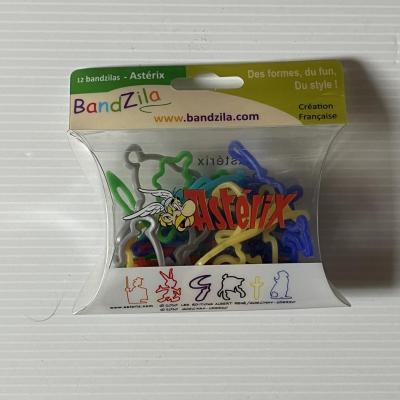 12 bandzilas - Astérix
BandZila
www.bandzila.com
Des formes, du fun,
Du style !
Création
Française
Astérix
Astérix
www.asterix.com